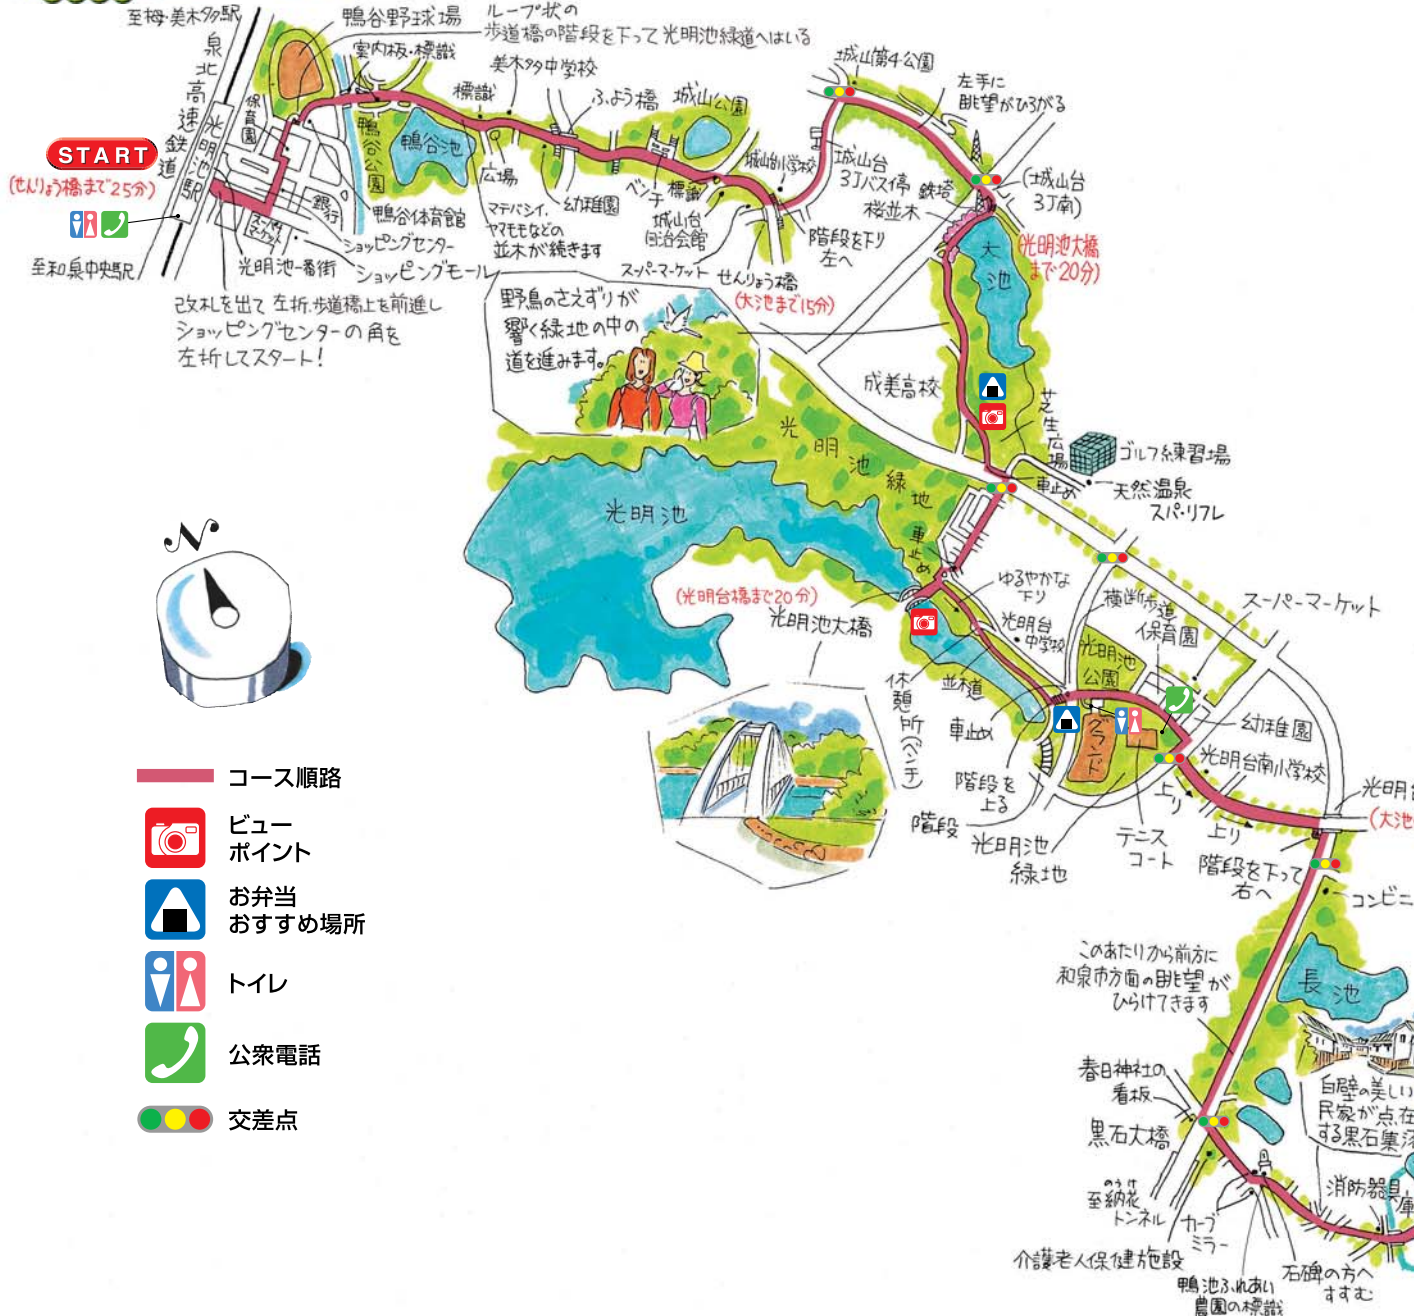 至栂・美木多駅
泉北高速鉄道
光明池駅
START
(せんりょう橋まで25分)
至和泉中央駅
鴨谷野球場
ループ状の
歩道橋の階段を下って光明池緑道へはいる
案内板・標識
保育園
鴨谷公園
鴨谷池
標識
美木多中学校
ふよう橋
城山公園
広場
ベンチ
標識
銀行
スーパーマーケット
鴨谷体育館
ショッピングセンター
ショッピングモール
光明池一番街
マテバシイ、
ヤマモモなどの
並木が続きます
幼稚園
城山台
自治会館
スーパーマーケット
せんりょう橋
(大池まで15分)
城山台小学校
階段を下り
左へ
改札を出て左折.歩道橋上を前進し
ショッピングセンターの角を
左折してスタート!
城山第4公園
左手に
眺望がひろがる
城山台
3丁バス停
鉄塔
桜並木
(城山台
3丁南)
大池
(光明池大橋
まで20分)
野鳥のさえずりが
響く緑地の中の
道を進みます。
成美高校
芝生広場
ゴルフ練習場
車止め
天然温泉
スパ・リフレ
光明池緑地
光明池
車止め
(光明台橋まで20分)
光明池大橋
ゆるやかな
下り
光明台
中学校
横断歩道
保育園
スーパーマーケット
光明池
公園
休憩所(ベンチ)
並木道
車止め
グランド
幼稚園
光明台南小学校
階段を
上る
階段
光明池
緑地
テニス
コート
上り
上り
光明台
(大池
階段を下って
右へ
コンビニ
このあたりから前方に
和泉市方面の眺望が
ひらけてきます
長池
春日神社の
看板
黒石大橋
白壁の美しい
民家が点在
する黒石集落
のうけ
至納花
トンネル
カーブ
ミラー
消防器具庫
介護老人保健施設
鴨池ふれあい
農園の標識
石碑の方へ
すすむ
N
コース順路
ビュー
ポイント
お弁当
おすすめ場所
トイレ
公衆電話
交差点